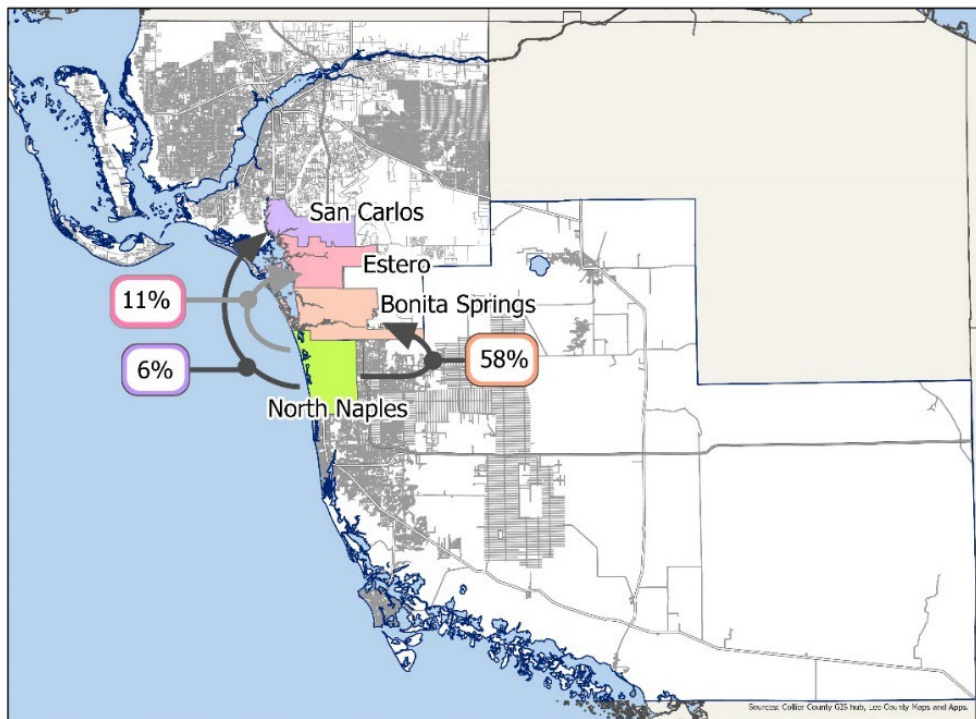 San Carlos
Estero
11%
Bonita Springs
6%
58%
North Naples
Sources: Collier County GIS hub, Lee County Maps and Apps.